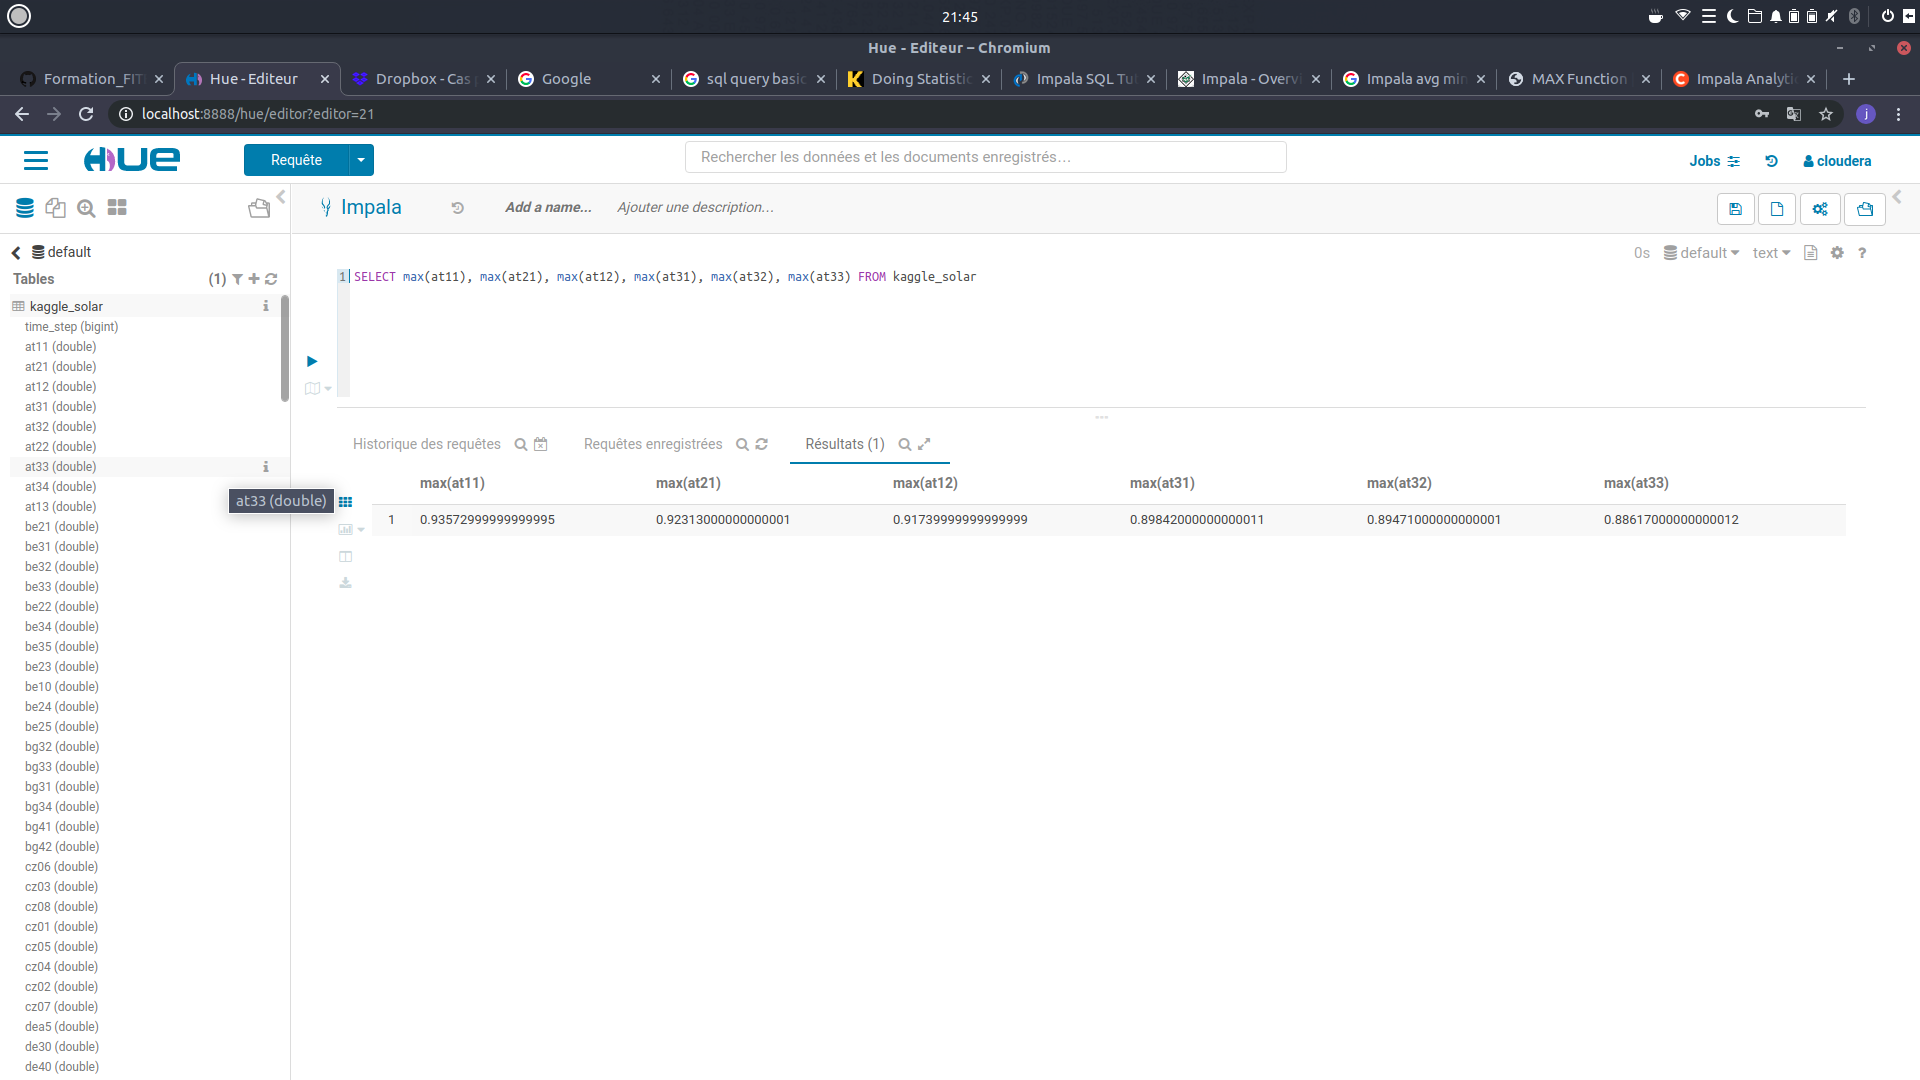 21:45
Hue - Editeur – Chromium
Formation_FIT
Hue - Editeur
Dropbox - Cas
Google
sql query basic
Doing Statistic
Impala SQL Tut
Impala - Overvi
Impala avg min
MAX Function
Impala Analytic
localhost:8888/hue/editor?editor=21
j
HUE
Requête
Rechercher les données et les documents enregistrés…
Jobs
cloudera
Impala
Add a name...
Ajouter une description...
default
0s
default
text
?
Tables
(1)
1 SELECT max(at11), max(at21), max(at12), max(at31), max(at32), max(at33) FROM kaggle_solar
kaggle_solar
time_step (bigint)
at11 (double)
at21 (double)
at12 (double)
at31 (double)
at32 (double)
at22 (double)
at33 (double)
at34 (double)
at13 (double)
be21 (double)
be31 (double)
be32 (double)
be33 (double)
be22 (double)
be34 (double)
be35 (double)
be23 (double)
be10 (double)
be24 (double)
be25 (double)
bg32 (double)
bg33 (double)
bg31 (double)
bg34 (double)
bg41 (double)
bg42 (double)
cz06 (double)
cz03 (double)
cz08 (double)
cz01 (double)
cz05 (double)
cz04 (double)
cz02 (double)
cz07 (double)
dea5 (double)
de30 (double)
de40 (double)
at33 (double)
Historique des requêtes
Requêtes enregistrées
Résultats (1)
max(at11) max(at21) max(at12) max(at31) max(at32) max(at33)
1 0.93572999999999995 0.92313000000000001 0.91739999999999999 0.89842000000000011 0.89471000000000001 0.88617000000000012